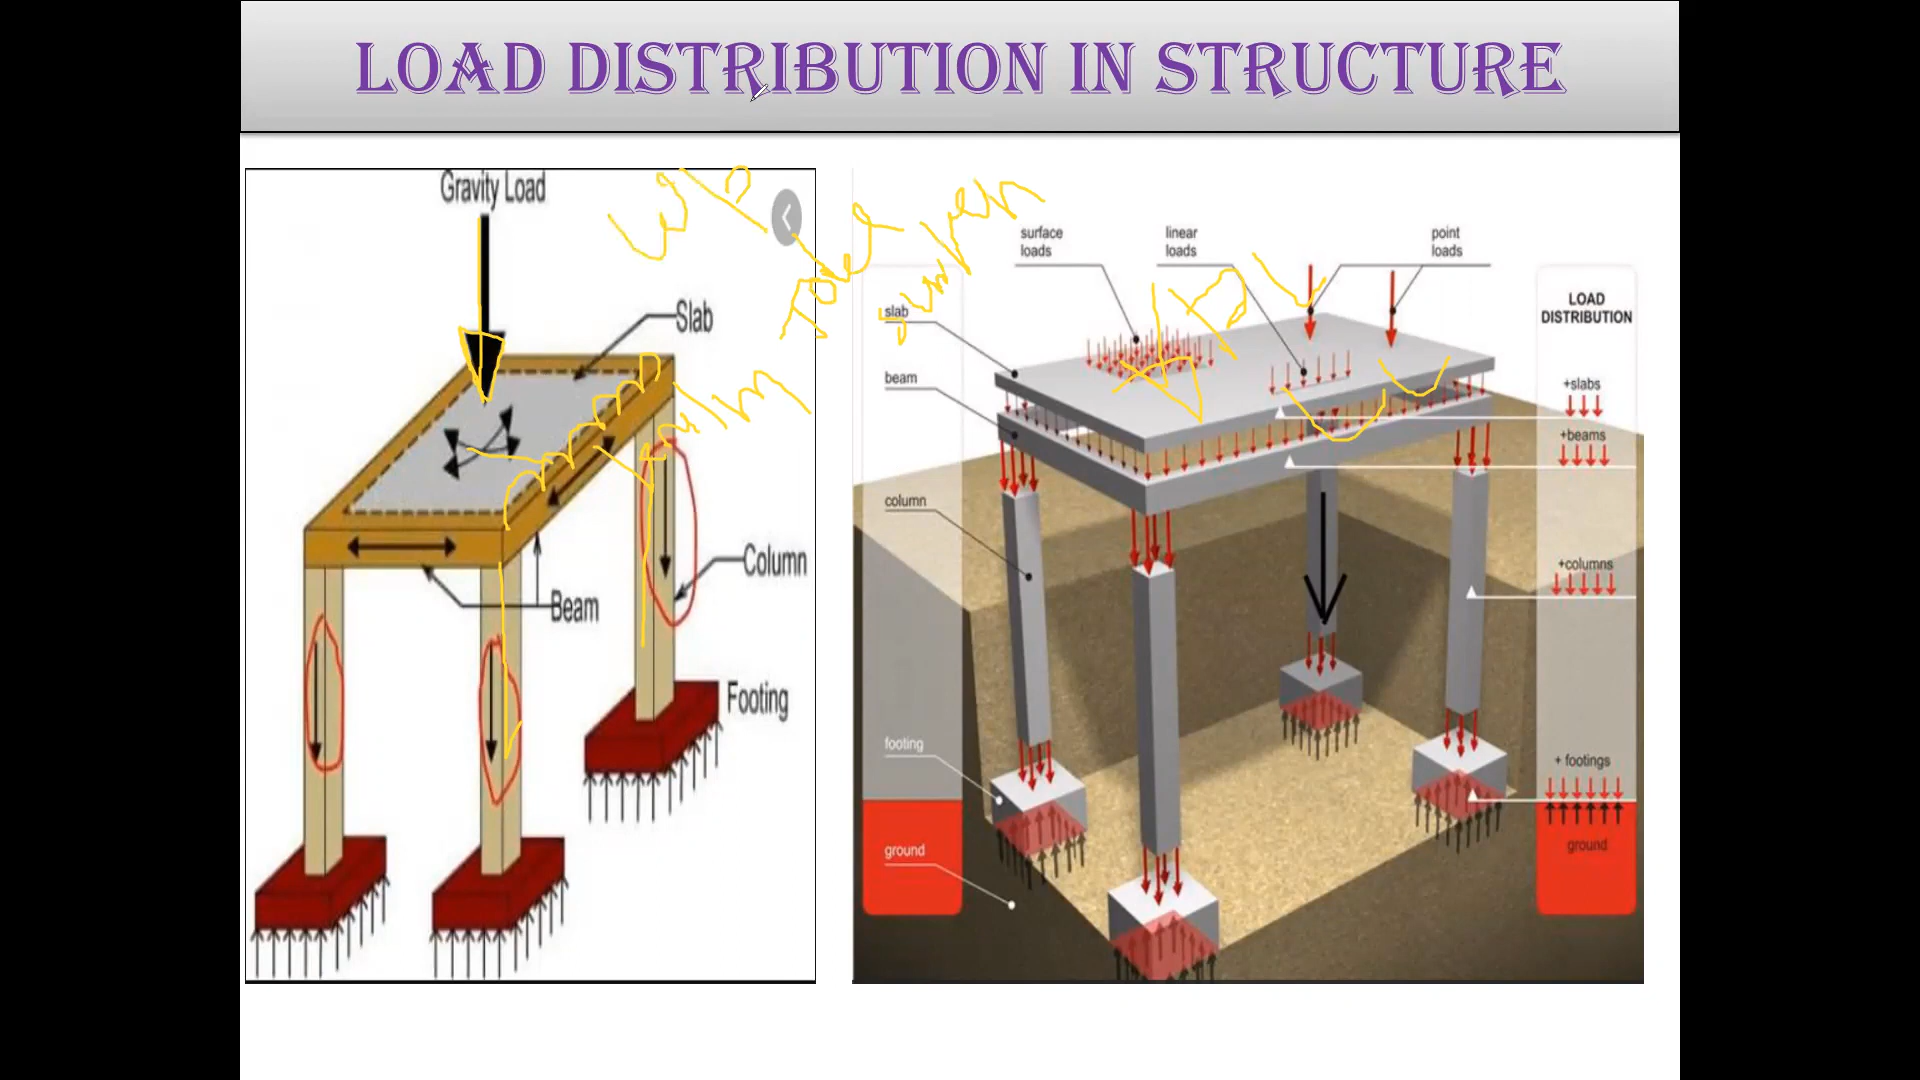 LOAD DISTRIBUTION IN STRUCTURE
Gravity Load
Slab
Column
Beam
Footing
surface
loads
linear
loads
point
loads
slab
beam
column
footing
ground
LOAD
DISTRIBUTION
+slabs
+beams
+columns
+ footings
ground